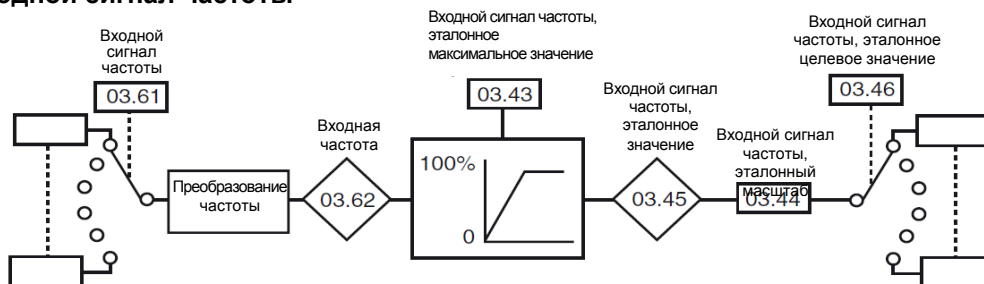 одной сигнал частоты
Входной
сигнал
частоты
03.61
Преобразование
частоты
Входная
частота
03.62
Входной сигнал частоты,
эталонное
максимальное значение
03.43
100%
0
Входной сигнал
частоты,
эталонное
значение
03.45
Входной сигнал
частоты,
эталонный
масштаб
03.44
Входной сигнал
частоты, эталонное
целевое значение
03.46